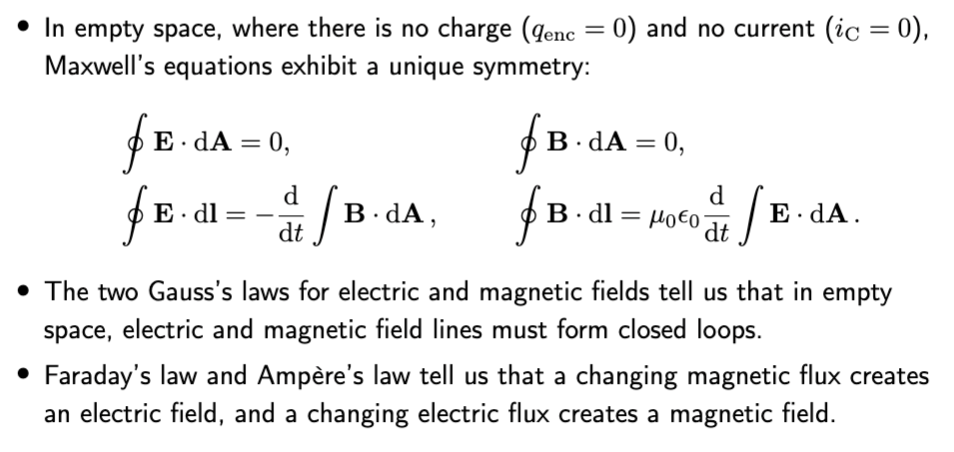 • In empty space, where there is no charge (q_enc = 0) and no current (i_C = 0),
Maxwell's equations exhibit a unique symmetry:
∮ E · dA = 0, ∮ B · dA = 0,
∮ E · dl = − d/dt ∫ B · dA , ∮ B · dl = μ₀ϵ₀ d/dt ∫ E · dA .
• The two Gauss's laws for electric and magnetic fields tell us that in empty
space, electric and magnetic field lines must form closed loops.
• Faraday's law and Ampère's law tell us that a changing magnetic flux creates
an electric field, and a changing electric flux creates a magnetic field.